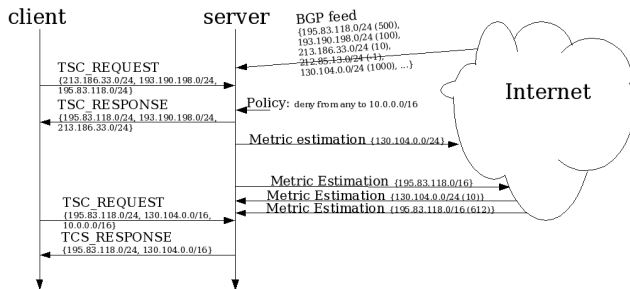 client
server
BGP feed
{195.83.118.0/24 (500),
193.190.198.0/24 (100),
213.186.33.0/24 (10),
212.85.13.0/24 (-1),
130.104.0.0/24 (1000), ...}
Internet
TSC_REQUEST
{213.186.33.0/24, 193.190.198.0/24,
195.83.118.0/24}
TSC_RESPONSE
{195.83.118.0/24, 193.190.198.0/24,
213.186.33.0/24}
Policy: deny from any to 10.0.0.0/16
Metric estimation {130.104.0.0/24}
Metric Estimation {195.83.118.0/16}
Metric Estimation {130.104.0.0/24 (10)}
Metric Estimation {195.83.118.0/16 (612)}
TSC_REQUEST
{195.83.118.0/24, 130.104.0.0/16,
10.0.0.0/16}
TCS_RESPONSE
{195.83.118.0/24, 130.104.0.0/16}